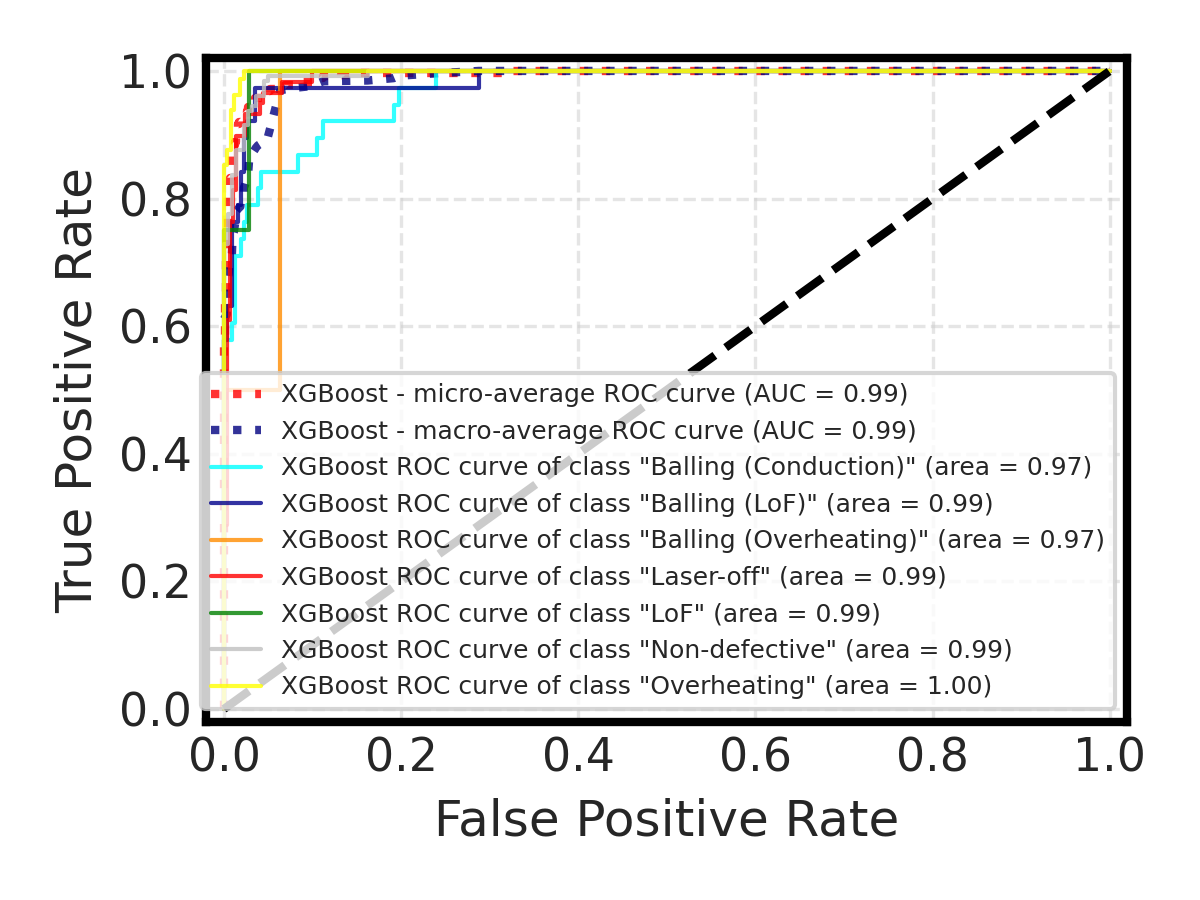 1.0
0.8
0.6
0.4
0.2
0.0
True Positive Rate
XGBoost - micro-average ROC curve (AUC = 0.99)
XGBoost - macro-average ROC curve (AUC = 0.99)
XGBoost ROC curve of class "Balling (Conduction)" (area = 0.97)
XGBoost ROC curve of class "Balling (LoF)" (area = 0.99)
XGBoost ROC curve of class "Balling (Overheating)" (area = 0.97)
XGBoost ROC curve of class "Laser-off" (area = 0.99)
XGBoost ROC curve of class "LoF" (area = 0.99)
XGBoost ROC curve of class "Non-defective" (area = 0.99)
XGBoost ROC curve of class "Overheating" (area = 1.00)
0.0 0.2 0.4 0.6 0.8 1.0
False Positive Rate